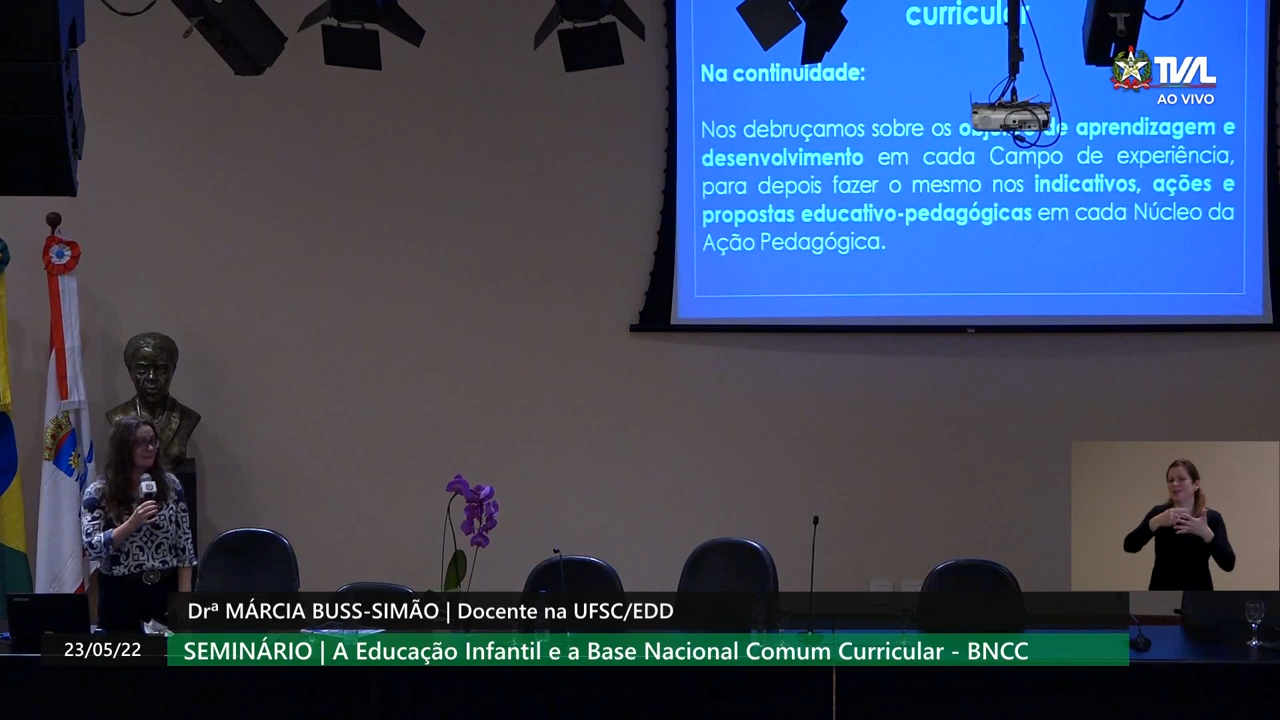 curricular
Na continuidade:
TVAL
AO VIVO
Nos debruçamos sobre os de aprendizagem e
desenvolvimento em cada Campo de experiência,
para depois fazer o mesmo nos indicativos, ações e
propostas educativo-pedagógicas em cada Núcleo da
Ação Pedagógica.
Drª MÁRCIA BUSS-SIMÃO | Docente na UFSC/EDD
23/05/22
SEMINÁRIO | A Educação Infantil e a Base Nacional Comum Curricular - BNCC